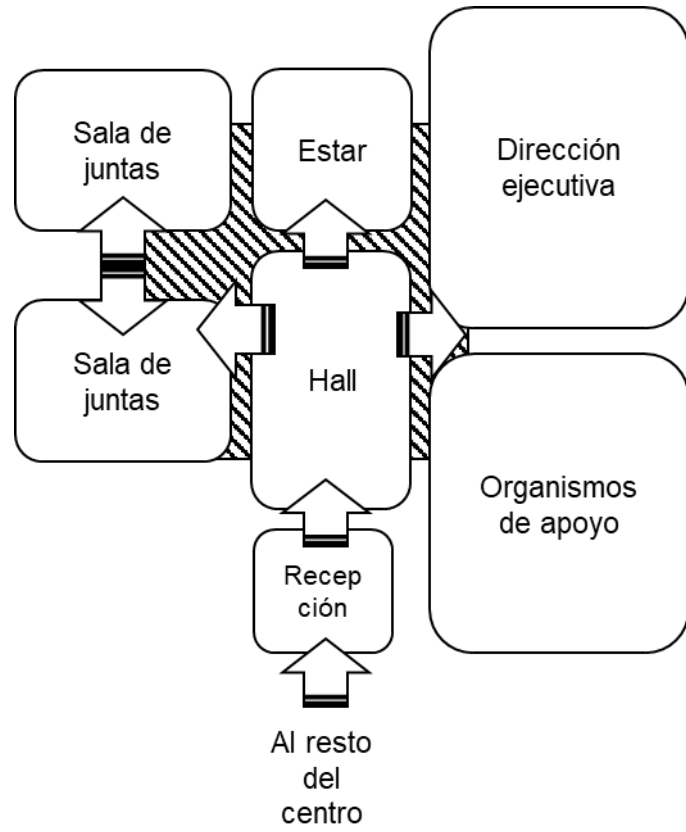 Sala de
juntas
Estar
Dirección
ejecutiva
Sala de
juntas
Hall
Organismos
de apoyo
Recep
ción
Al resto
del
centro